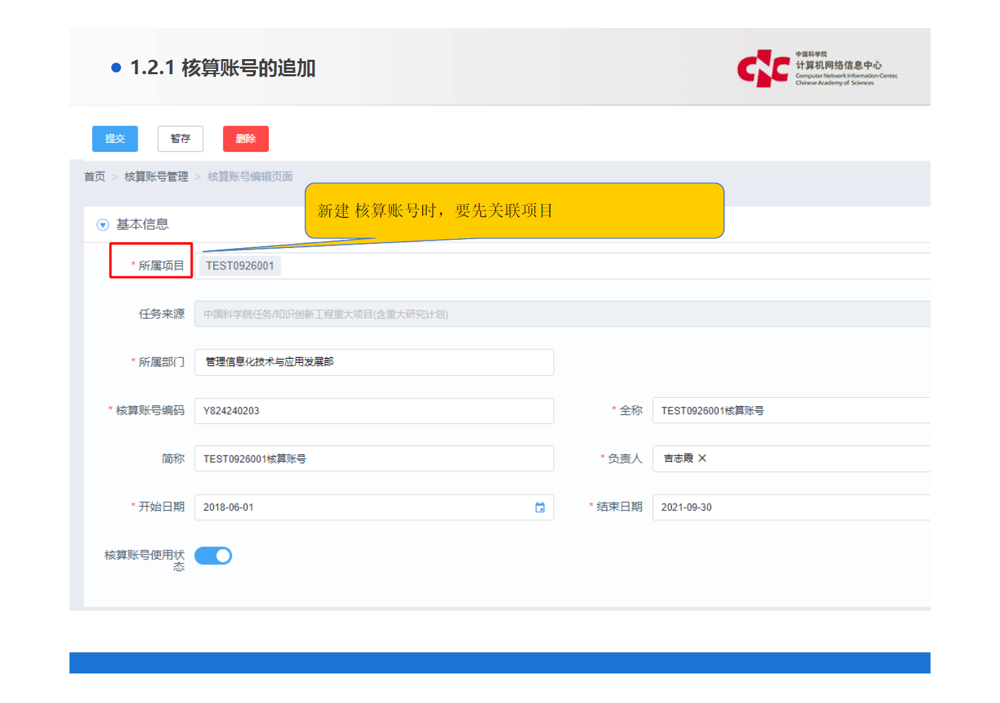 1.2.1 核算账号的追加
中国科学院
计算机网络信息中心
Computer Network Information Center,
Chinese Academy of Sciences
提交 暂存 删除
首页 > 核算账号管理 > 核算账号编辑页面
新建 核算账号时，要先关联项目
基本信息
* 所属项目 TEST0926001
任务来源 中国科学院任务/知识创新工程重大项目(含重大研究计划)
* 所属部门 管理信息化技术与应用发展部
* 核算账号编码 Y824240203 * 全称 TEST0926001核算账号
简称 TEST0926001核算账号 * 负责人 吉志霞 ✕
* 开始日期 2018-06-01 * 结束日期 2021-09-30
核算账号使用状
态